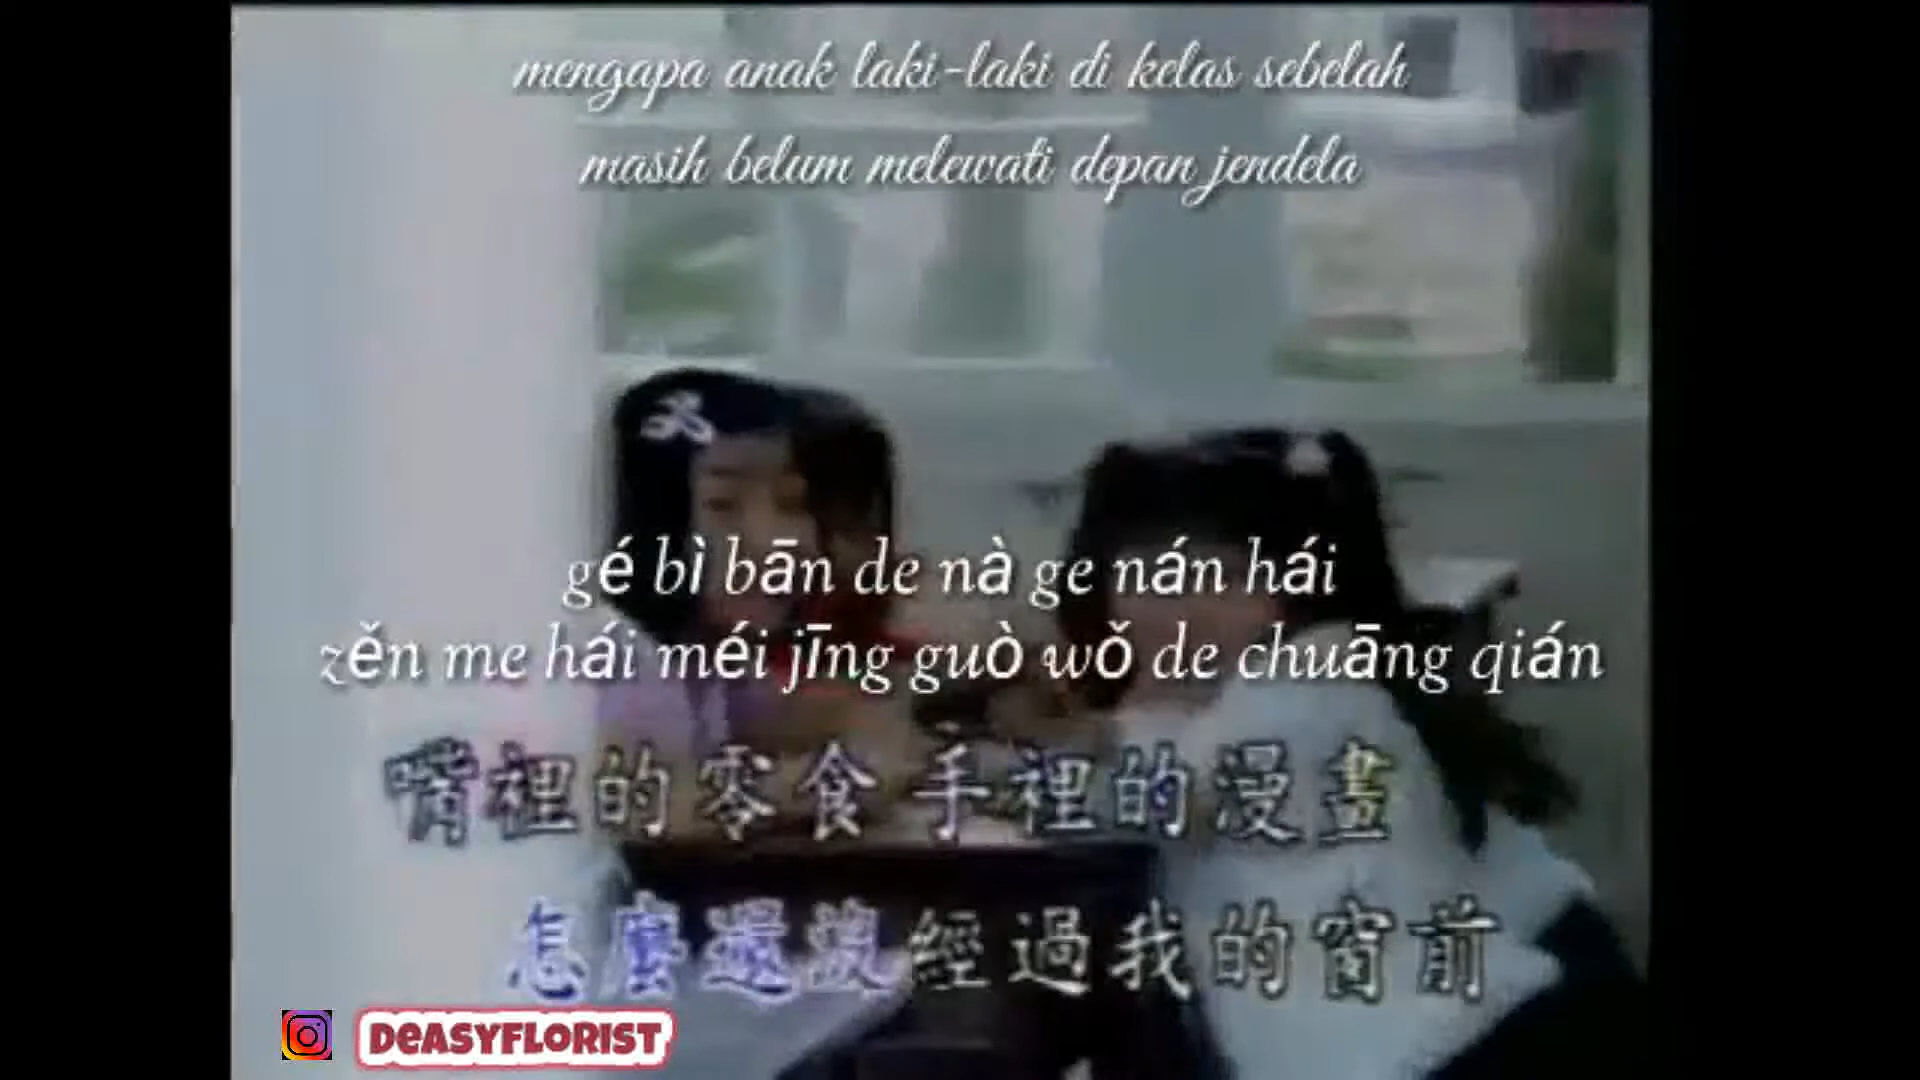 mengapa anak laki-laki di kelas sebelah
masih belum melewati depan jendela
gé bì bān de nà ge nán hái
zěn me hái méi jīng guò wǒ de chuāng qián
嘴裡的零食手裡的漫畫
怎麼還沒經過我的窗前
DEASYFLORIST